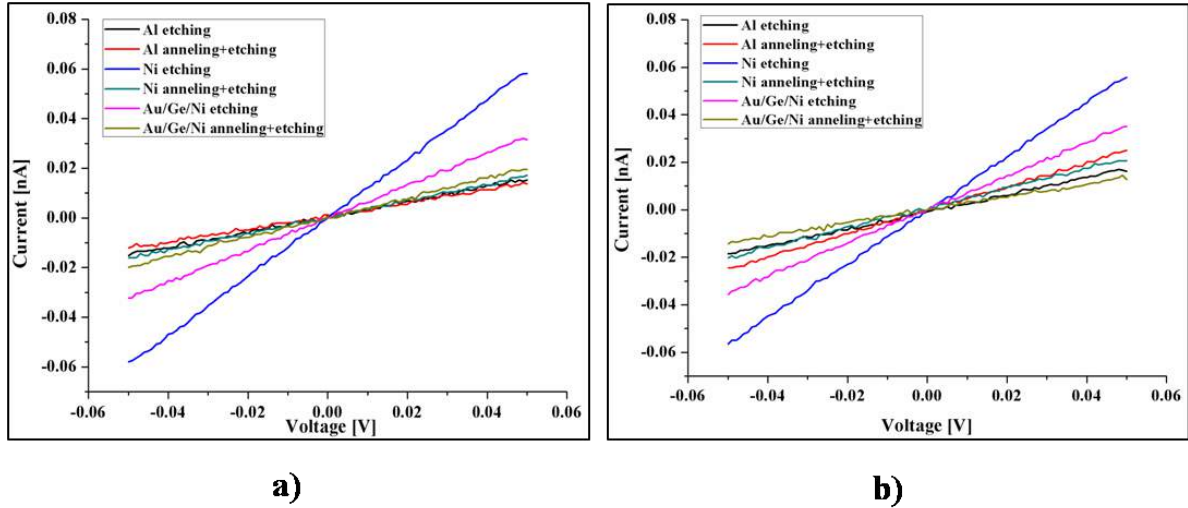 0.08
0.06
0.04
0.02
0.00
-0.02
-0.04
-0.06
Current [nA]
Al etching
Al anneling+etching
Ni etching
Ni anneling+etching
Au/Ge/Ni etching
Au/Ge/Ni anneling+etching
-0.06 -0.04 -0.02 0.00 0.02 0.04 0.06
Voltage [V]
a)
0.08
0.06
0.04
0.02
0.00
-0.02
-0.04
-0.06
Current [nA]
Al etching
Al anneling+etching
Ni etching
Ni anneling+etching
Au/Ge/Ni etching
Au/Ge/Ni anneling+etching
-0.06 -0.04 -0.02 0.00 0.02 0.04 0.06
Voltage [V]
b)